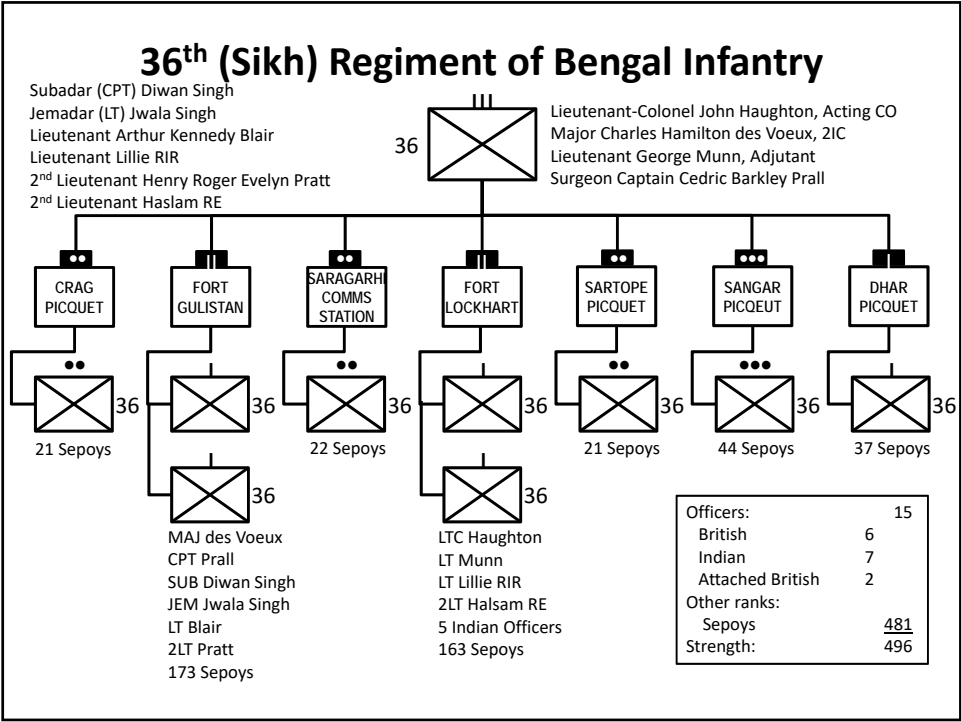 36th (Sikh) Regiment of Bengal Infantry
Subadar (CPT) Diwan Singh
Jemadar (LT) Jwala Singh
Lieutenant Arthur Kennedy Blair
Lieutenant Lillie RIR
2nd Lieutenant Henry Roger Evelyn Pratt
2nd Lieutenant Haslam RE
36
Lieutenant-Colonel John Haughton, Acting CO
Major Charles Hamilton des Voeux, 2IC
Lieutenant George Munn, Adjutant
Surgeon Captain Cedric Barkley Prall
CRAG
PICQUET
FORT
GULISTAN
SARAGARHI
COMMS
STATION
FORT
LOCKHART
SARTOPE
PICQUET
SANGAR
PICQEUT
DHAR
PICQUET
36
21 Sepoys
36
36
22 Sepoys
36
36
21 Sepoys
36
44 Sepoys
36
37 Sepoys
36
MAJ des Voeux
CPT Prall
SUB Diwan Singh
JEM Jwala Singh
LT Blair
2LT Pratt
173 Sepoys
36
LTC Haughton
LT Munn
LT Lillie RIR
2LT Halsam RE
5 Indian Officers
163 Sepoys
Officers: 15
British 6
Indian 7
Attached British 2
Other ranks:
Sepoys 481
Strength: 496